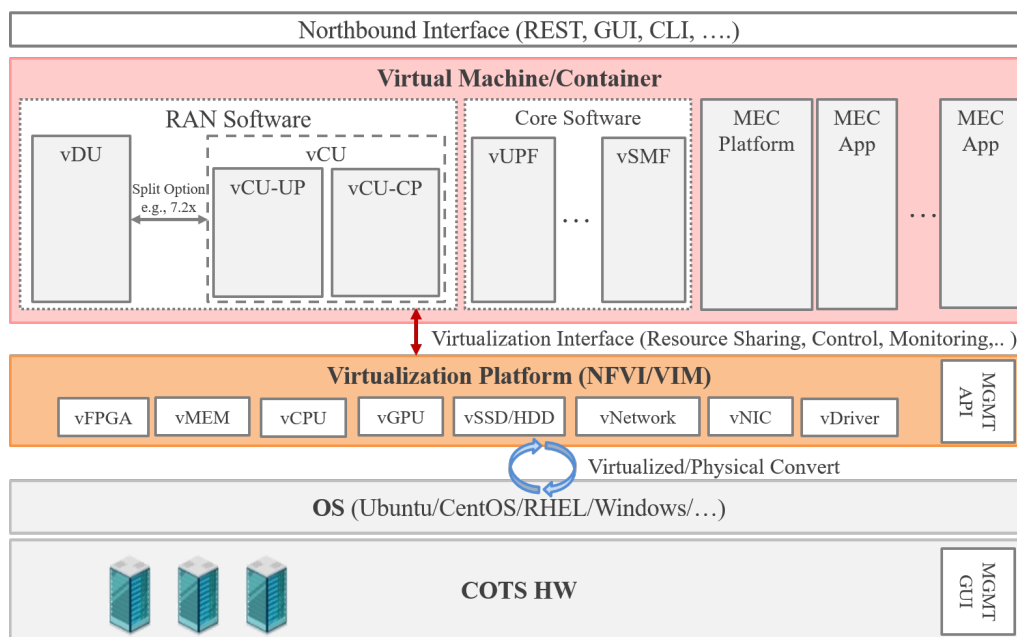 Northbound Interface (REST, GUI, CLI, ....)
Virtual Machine/Container
RAN Software
vDU
Split Option
e.g., 7.2x
vCU
vCU-UP
vCU-CP
Core Software
vUPF
...
vSMF
MEC
Platform
MEC
App
...
MEC
App
Virtualization Interface (Resource Sharing, Control, Monitoring,.. )
Virtualization Platform (NFVI/VIM)
vFPGA
vMEM
vCPU
vGPU
vSSD/HDD
vNetwork
vNIC
vDriver
MGMT
API
Virtualized/Physical Convert
OS (Ubuntu/CentOS/RHEL/Windows/…)
COTS HW
MGMT
GUI